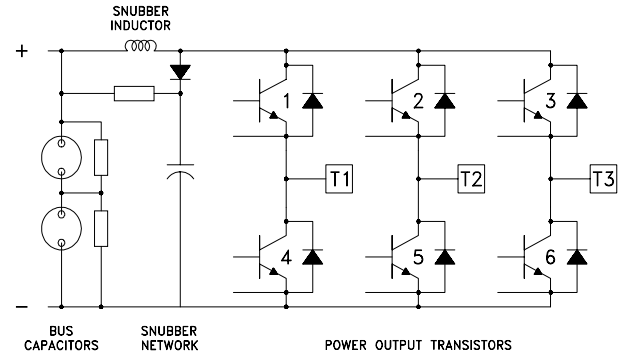 SNUBBER
INDUCTOR
+
1
2
3
T1
T2
T3
4
5
6
−
BUS
CAPACITORS
SNUBBER
NETWORK
POWER OUTPUT TRANSISTORS